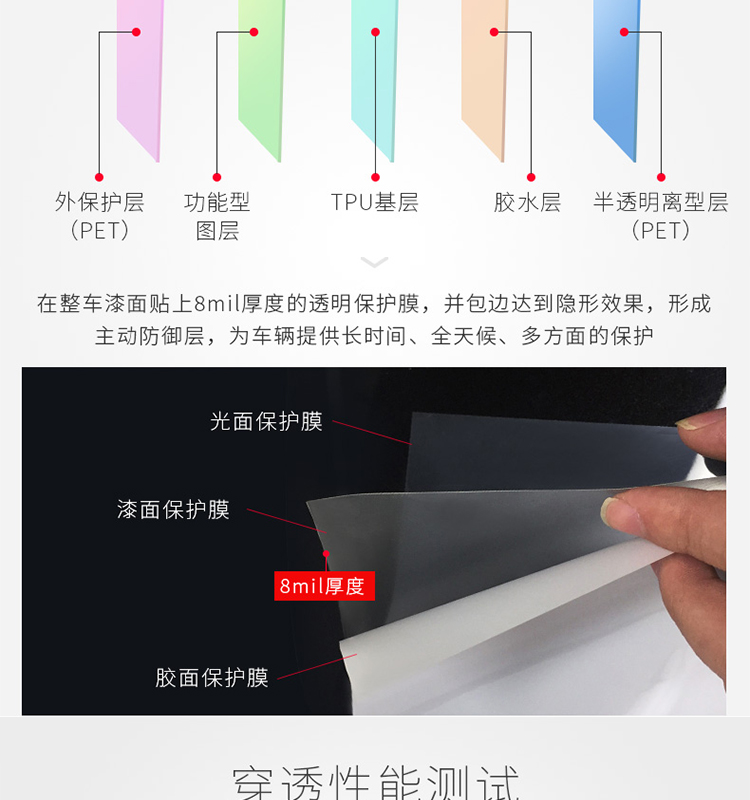 外保护层
（PET）
功能型
图层
TPU基层
胶水层
半透明离型层
（PET）
在整车漆面贴上8mil厚度的透明保护膜，并包边达到隐形效果，形成
主动防御层，为车辆提供长时间、全天候、多方面的保护
光面保护膜
漆面保护膜
8mil厚度
胶面保护膜
穿透性能测试